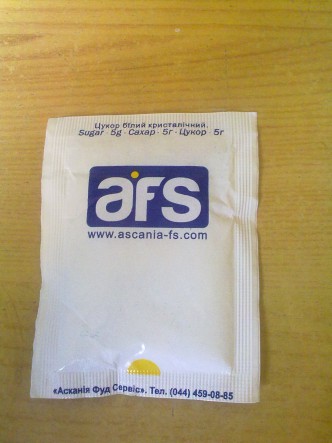 Цукор білий кристалічний.
Sugar · 5g · Сахар · 5г · Цукор · 5г
afs
www.ascania-fs.com
«Асканія Фуд Сервіс». Тел. (044) 459-08-85